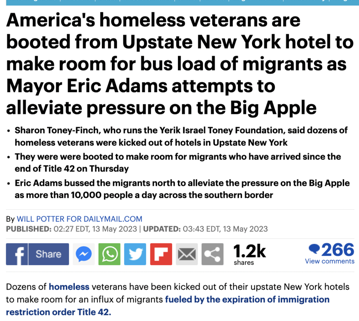 America's homeless veterans are
booted from Upstate New York hotel to
make room for bus load of migrants as
Mayor Eric Adams attempts to
alleviate pressure on the Big Apple
• Sharon Toney-Finch, who runs the Yerik Israel Toney Foundation, said dozens of
homeless veterans were kicked out of hotels in Upstate New York
• They were were booted to make room for migrants who have arrived since the
end of Title 42 on Thursday
• Eric Adams bussed the migrants north to alleviate the pressure on the Big Apple
as more than 10,000 people a day across the southern border
By WILL POTTER FOR DAILYMAIL.COM
PUBLISHED: 02:27 EDT, 13 May 2023 | UPDATED: 03:43 EDT, 13 May 2023
f Share 1.2k shares 266 View comments
Dozens of homeless veterans have been kicked out of their upstate New York hotels
to make room for an influx of migrants fueled by the expiration of immigration
restriction order Title 42.